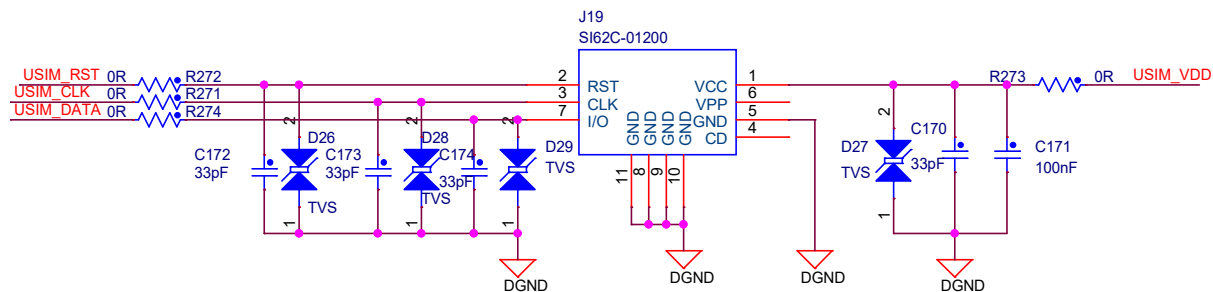 J19
SI62C-01200
USIM_RST 0R R272
USIM_CLK 0R R271
USIM_DATA 0R R274
2 RST
3 CLK
7 I/O
VCC 1
VPP 6
GND 5
CD 4
GND GND GND GND
11 8 9 10
R273 0R USIM_VDD
C172
33pF
2 D26
TVS
1
C173
33pF
2 D28
TVS
1
C174
33pF
2 D29
TVS
1
2
D27
TVS
1
C170
33pF
C171
100nF
DGND
DGND
DGND
DGND